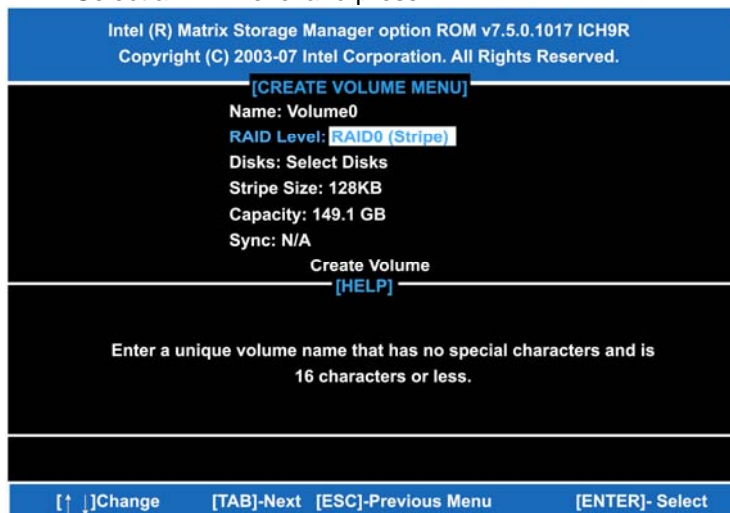 Intel (R) Matrix Storage Manager option ROM v7.5.0.1017 ICH9R
Copyright (C) 2003-07 Intel Corporation. All Rights Reserved.
[CREATE VOLUME MENU]
Name: Volume0
RAID Level: RAID0 (Stripe)
Disks: Select Disks
Stripe Size: 128KB
Capacity: 149.1 GB
Sync: N/A
Create Volume
[HELP]
Enter a unique volume name that has no special characters and is
16 characters or less.
[↑ ↓]Change [TAB]-Next [ESC]-Previous Menu [ENTER]- Select